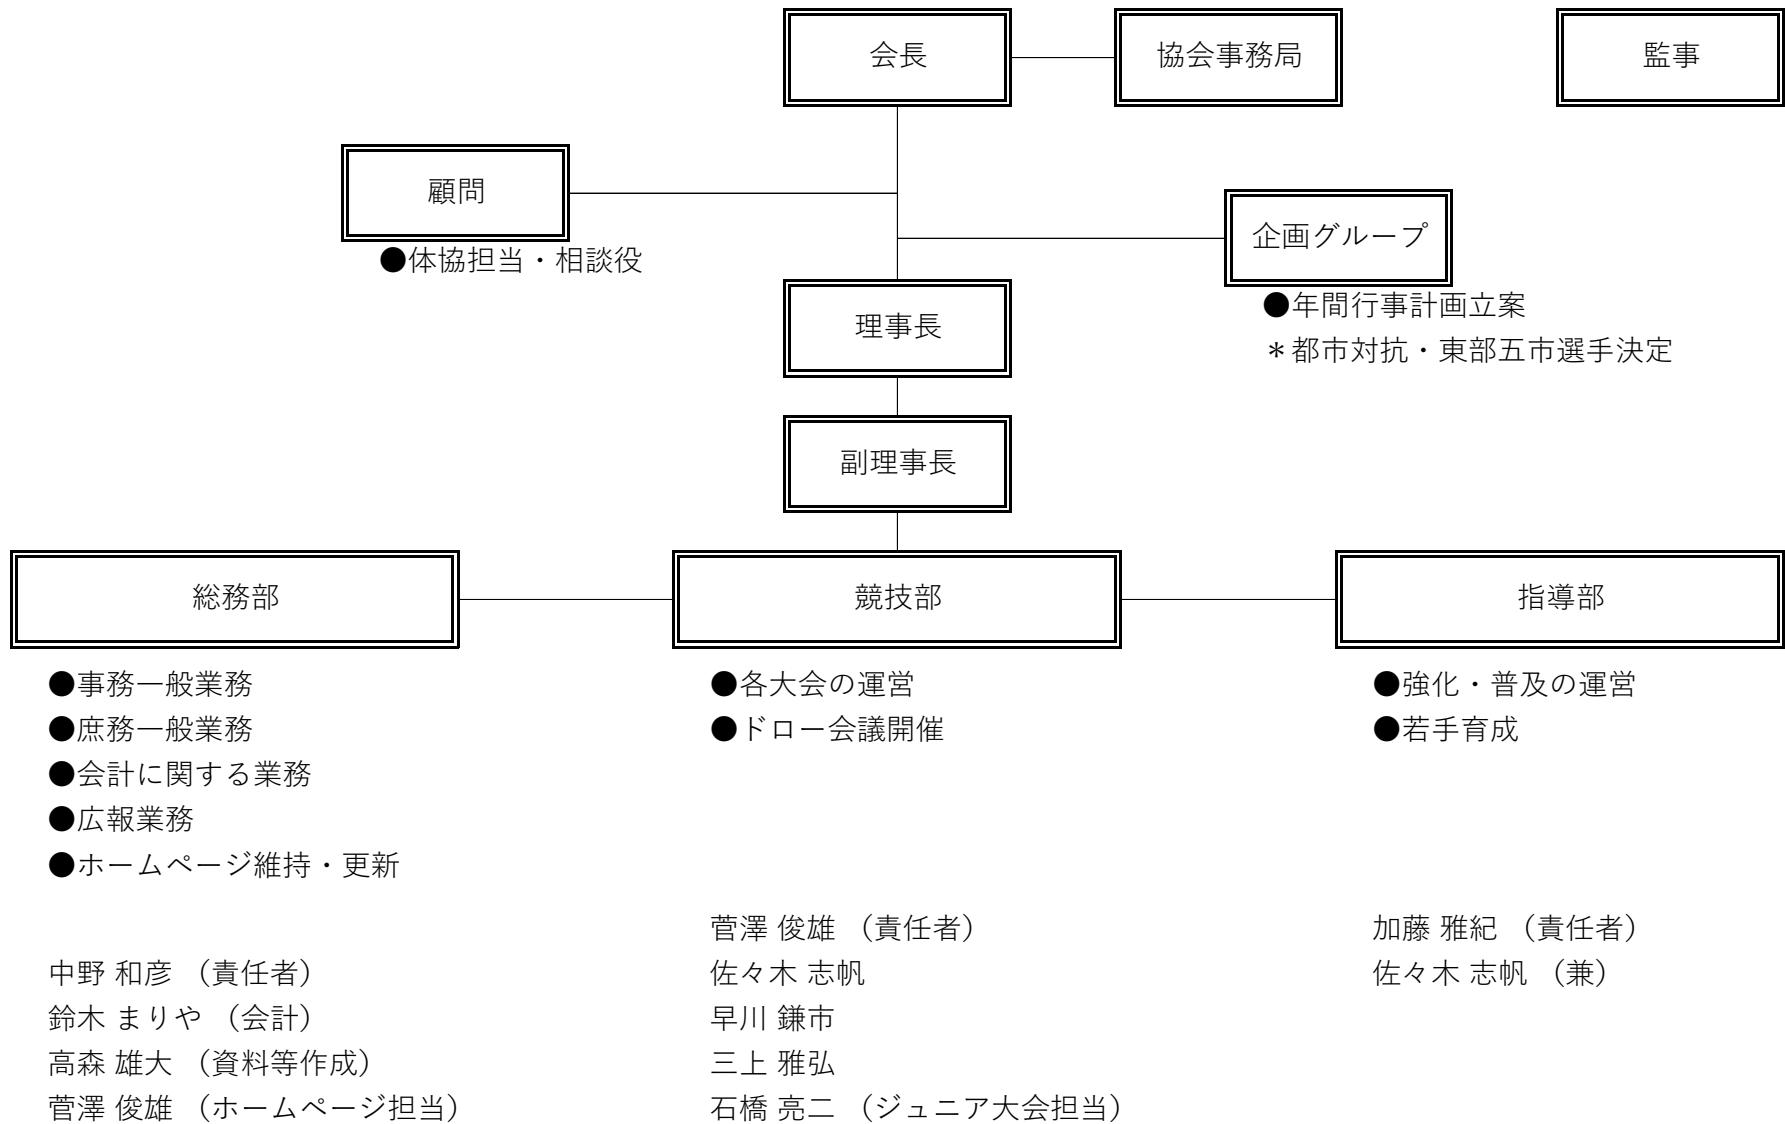 会長
協会事務局
監事
顧問
●体協担当・相談役
企画グループ
●年間行事計画立案
＊都市対抗・東部五市選手決定
理事長
副理事長
総務部
●事務一般業務
●庶務一般業務
●会計に関する業務
●広報業務
●ホームページ維持・更新
中野 和彦 （責任者）
鈴木 まりや （会計）
高森 雄大 （資料等作成）
菅澤 俊雄 （ホームページ担当）
競技部
●各大会の運営
●ドロー会議開催
菅澤 俊雄 （責任者）
佐々木 志帆
早川 鎌市
三上 雅弘
石橋 亮二 （ジュニア大会担当）
指導部
●強化・普及の運営
●若手育成
加藤 雅紀 （責任者）
佐々木 志帆 （兼）